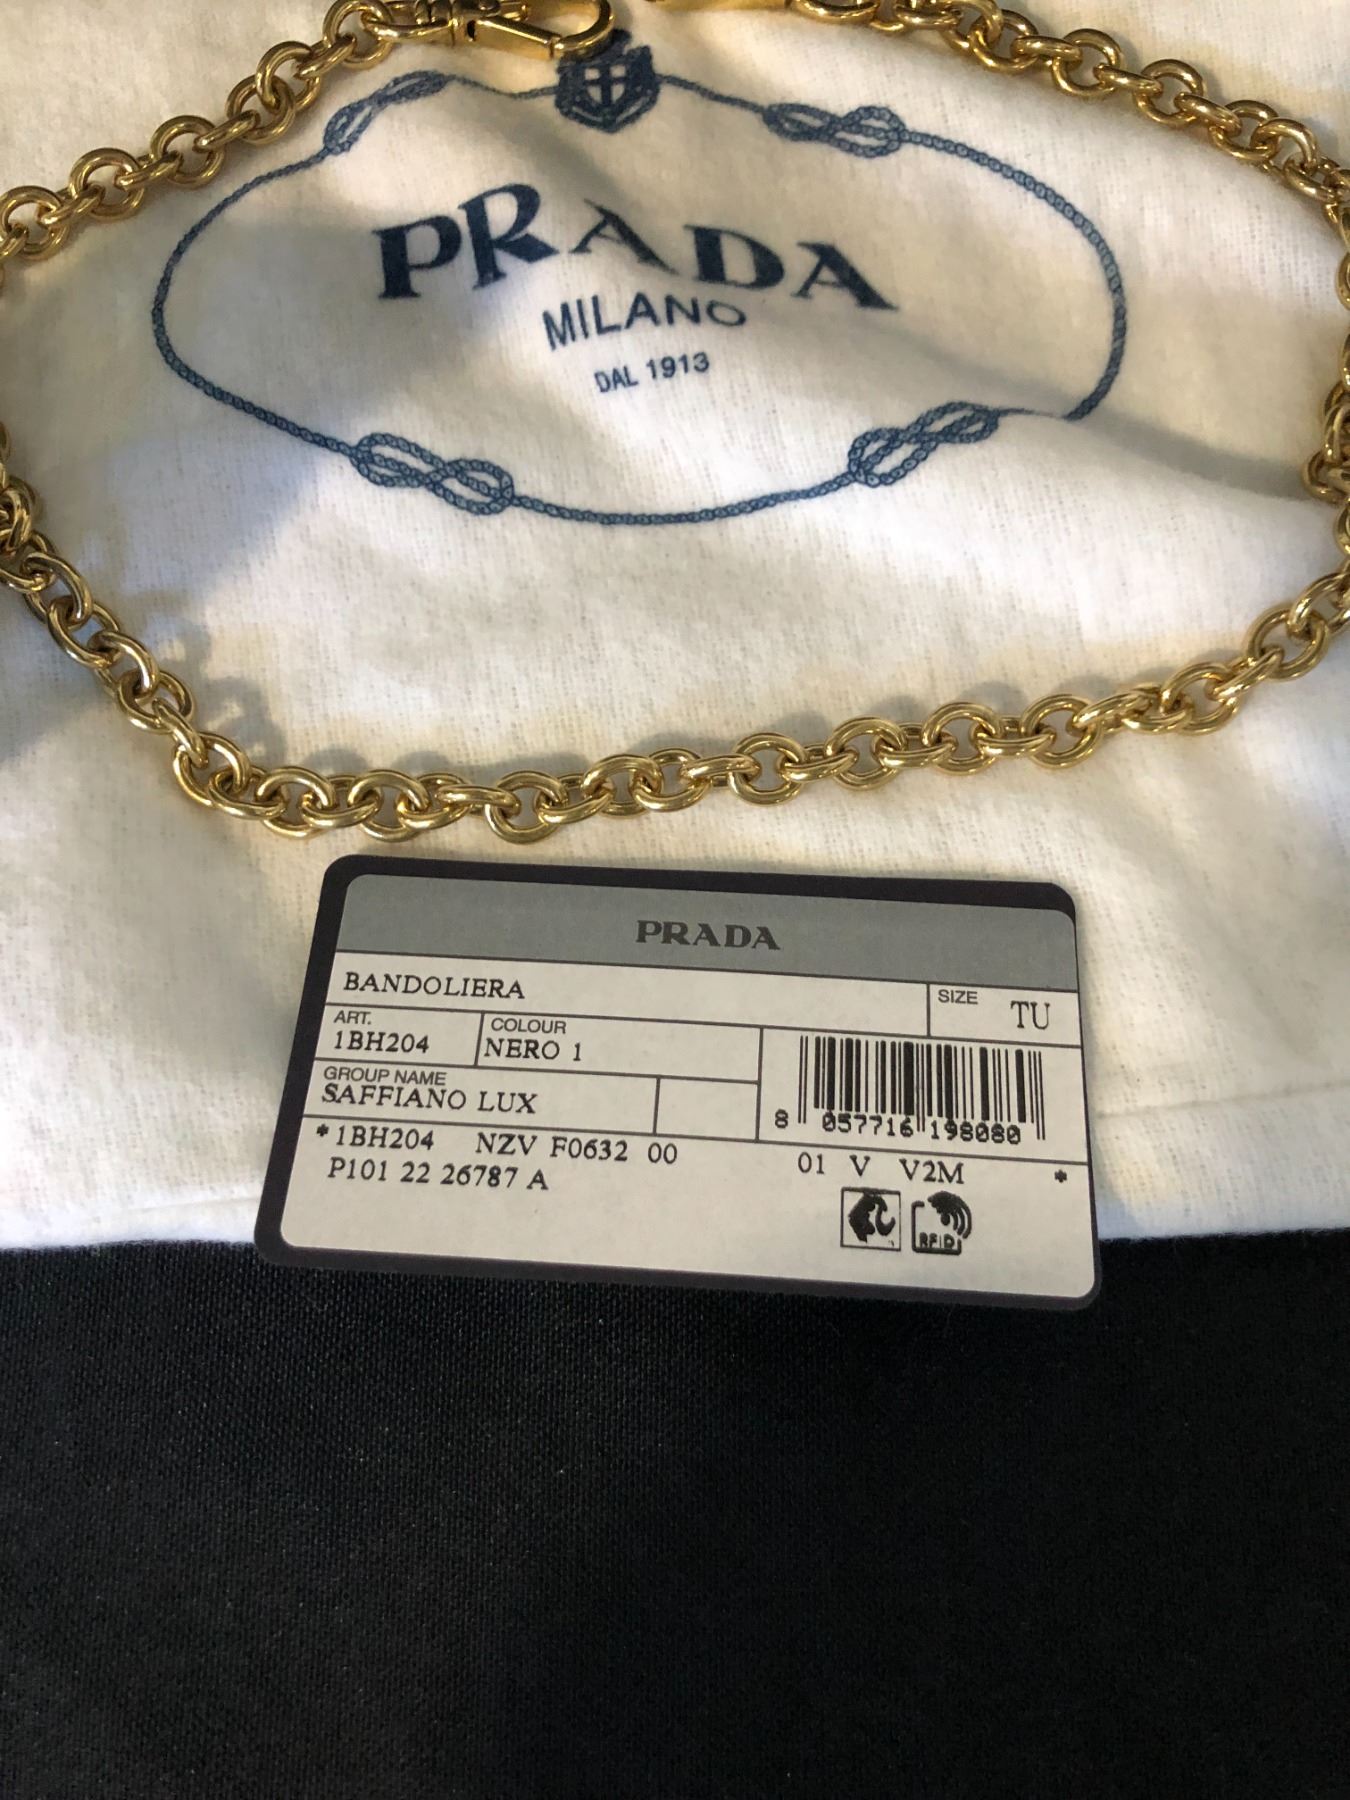 PRADA
MILANO
DAL 1913
PRADA
BANDOLIERA
SIZE TU
ART. 1BH204
COLOUR NERO 1
GROUP NAME
SAFFIANO LUX
8 057716 198080
*1BH204 NZV F0632 00 01 V V2M *
P101 22 26787 A
RFID